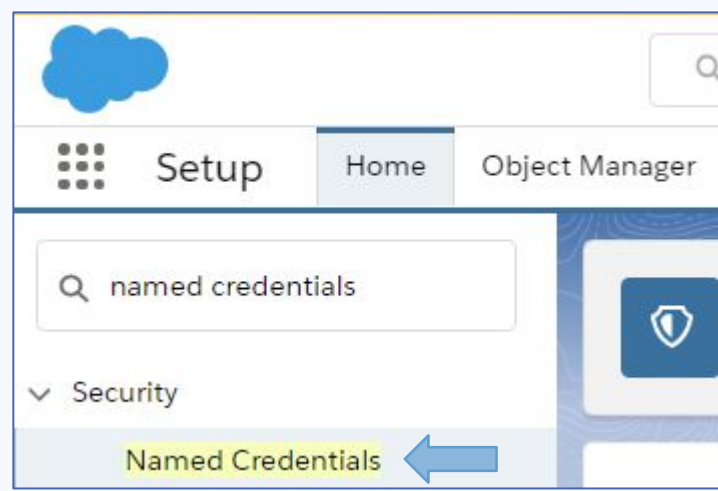 Setup
Home
Object Manager
named credentials
Security
Named Credentials